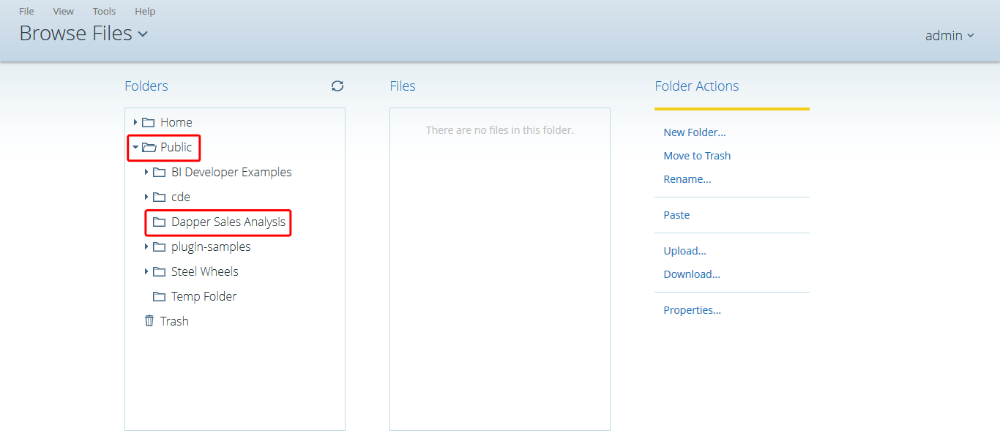 File View Tools Help
Browse Files
admin
Folders
Home
Public
BI Developer Examples
cde
Dapper Sales Analysis
plugin-samples
Steel Wheels
Temp Folder
Trash
Files
There are no files in this folder.
Folder Actions
New Folder...
Move to Trash
Rename...
Paste
Upload...
Download...
Properties...